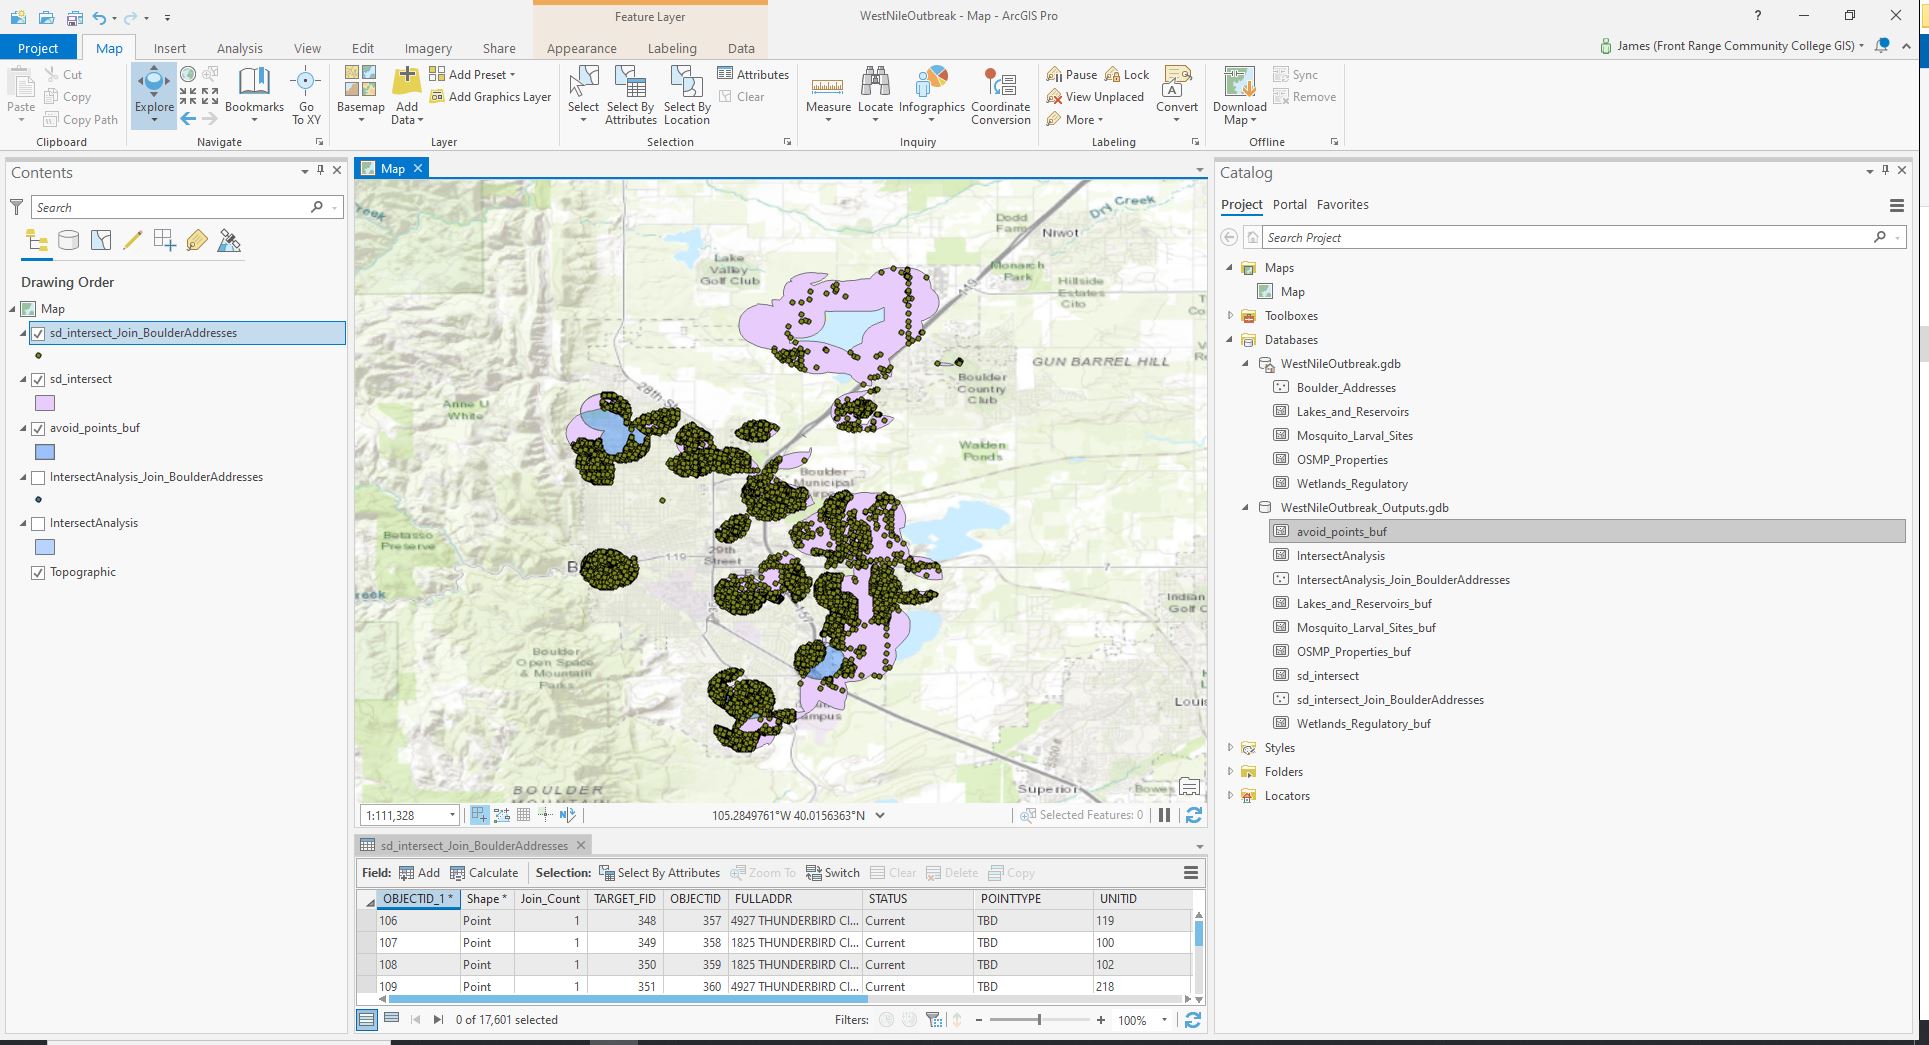 Feature Layer
WestNileOutbreak - Map - ArcGIS Pro
?
Project
Map
Insert
Analysis
View
Edit
Imagery
Share
Appearance
Labeling
Data
James (Front Range Community College GIS)
Paste
Cut
Copy
Copy Path
Clipboard
Explore
Bookmarks
Go To XY
Navigate
Basemap
Add Data
Add Preset
Add Graphics Layer
Layer
Select
Select By Attributes
Select By Location
Attributes
Clear
Selection
Measure
Locate
Infographics
Coordinate Conversion
Inquiry
Pause
Lock
View Unplaced
More
Convert
Labeling
Download Map
Sync
Remove
Offline
Contents
Search
Drawing Order
Map
sd_intersect_Join_BoulderAddresses
sd_intersect
avoid_points_buf
IntersectAnalysis_Join_BoulderAddresses
IntersectAnalysis
Topographic
Map
Creek
Dry Creek
Dodd
Farm
Niwot
Lake
Valley
Golf Club
Monarch
Park
Hillside
Estates
Cito
119
GUN BARREL HILL
Boulder
Country
Club
28th St
Anne U
White
Walden
Ponds
Boulder
Municipal
Betasso
Preserve
119
29th
Street
B
7
157
reek
Indian
Golf C
Boulder
Open Space
& Mountain
Parks
Louis
ampus
BOULDER
Superior
Bowes
1:111,328
105.2849761°W 40.0156363°N
Selected Features: 0
sd_intersect_Join_BoulderAddresses
Field: Add Calculate Selection: Select By Attributes Zoom To Switch Clear Delete Copy
OBJECTID_1 * Shape * Join_Count TARGET_FID OBJECTID FULLADDR STATUS POINTTYPE UNITID
106 Point 1 348 357 4927 THUNDERBIRD CI... Current TBD 119
107 Point 1 349 358 1825 THUNDERBIRD CI... Current TBD 100
108 Point 1 350 359 1825 THUNDERBIRD CI... Current TBD 102
109 Point 1 351 360 4927 THUNDERBIRD CI... Current TBD 218
0 of 17,601 selected
Filters:
- + 100%
Catalog
Project Portal Favorites
Search Project
Maps
Map
Toolboxes
Databases
WestNileOutbreak.gdb
Boulder_Addresses
Lakes_and_Reservoirs
Mosquito_Larval_Sites
OSMP_Properties
Wetlands_Regulatory
WestNileOutbreak_Outputs.gdb
avoid_points_buf
IntersectAnalysis
IntersectAnalysis_Join_BoulderAddresses
Lakes_and_Reservoirs_buf
Mosquito_Larval_Sites_buf
OSMP_Properties_buf
sd_intersect
sd_intersect_Join_BoulderAddresses
Wetlands_Regulatory_buf
Styles
Folders
Locators